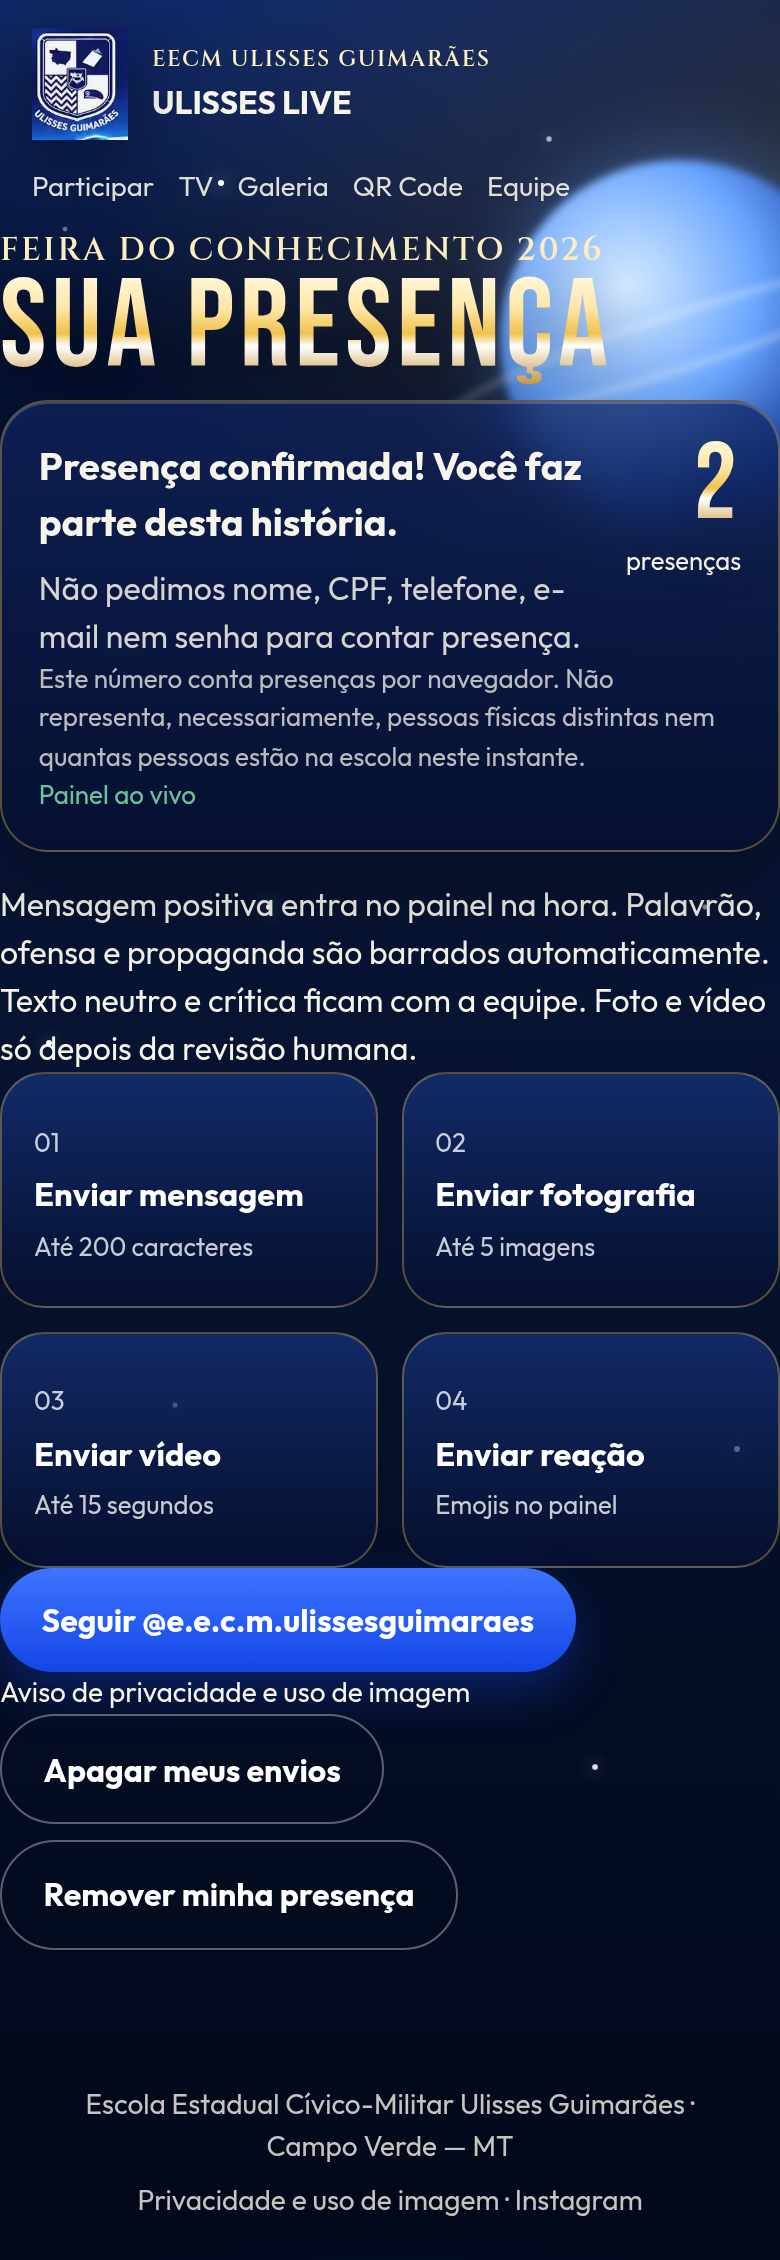 ULISSES GUIMARÃES
EECM ULISSES GUIMARÃES
ULISSES LIVE
Participar TV Galeria QR Code Equipe
FEIRA DO CONHECIMENTO 2026
SUA PRESENÇA
Presença confirmada! Você faz
parte desta história.
2
presenças
Não pedimos nome, CPF, telefone, e-
mail nem senha para contar presença.
Este número conta presenças por navegador. Não
representa, necessariamente, pessoas físicas distintas nem
quantas pessoas estão na escola neste instante.
Painel ao vivo
Mensagem positiva entra no painel na hora. Palavrão,
ofensa e propaganda são barrados automaticamente.
Texto neutro e crítica ficam com a equipe. Foto e vídeo
só depois da revisão humana.
01
Enviar mensagem
Até 200 caracteres
02
Enviar fotografia
Até 5 imagens
03
Enviar vídeo
Até 15 segundos
04
Enviar reação
Emojis no painel
Seguir @e.e.c.m.ulissesguimaraes
Aviso de privacidade e uso de imagem
Apagar meus envios
Remover minha presença
Escola Estadual Cívico-Militar Ulisses Guimarães ·
Campo Verde — MT
Privacidade e uso de imagem · Instagram